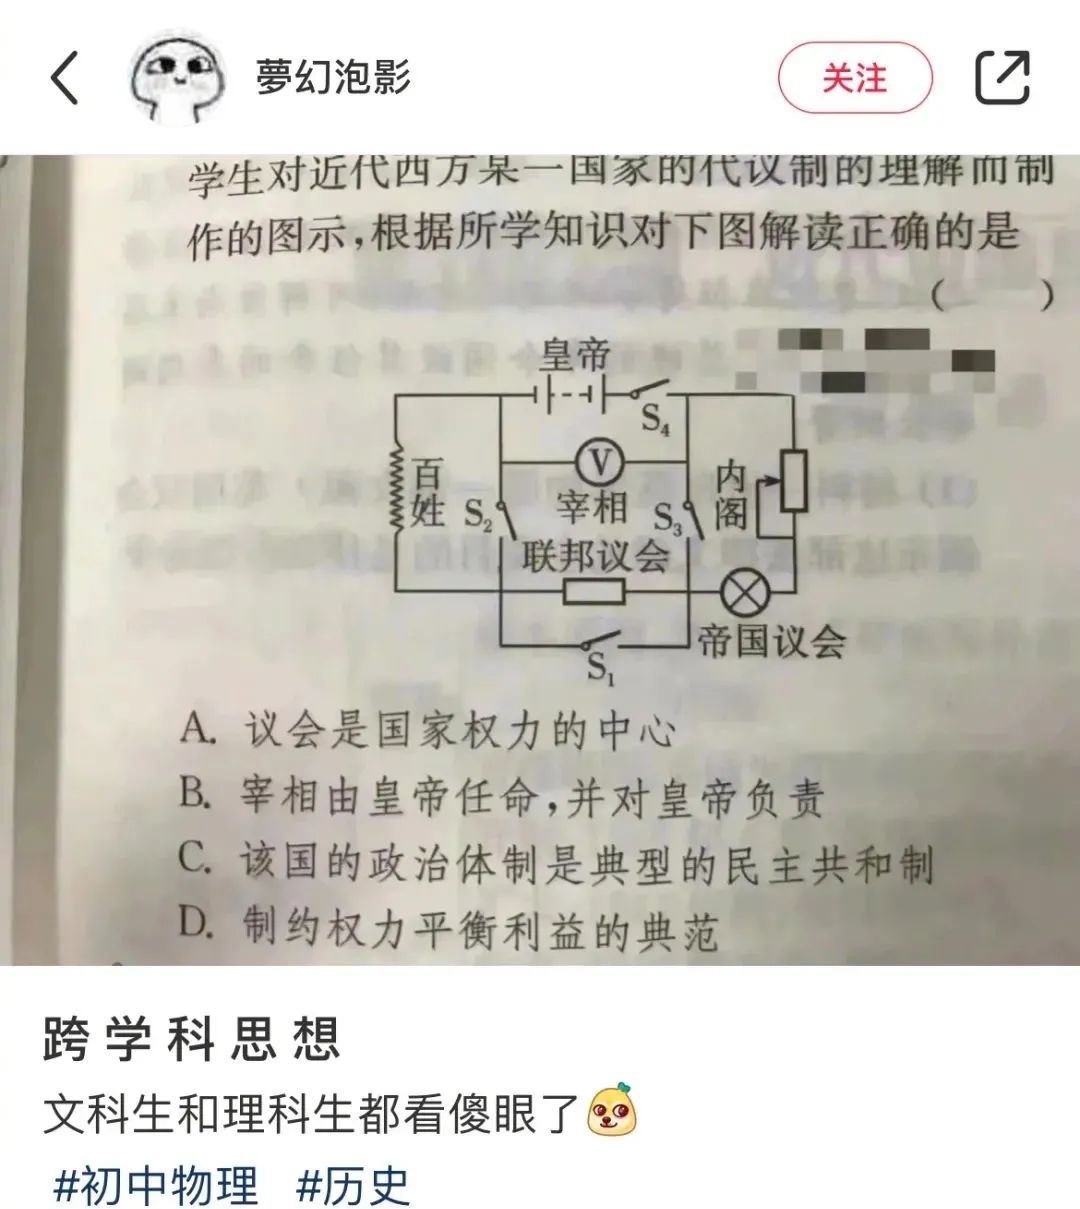 夢幻泡影
关注
学生对近代西方某一国家的代议制的理解而制
作的图示,根据所学知识对下图解读正确的是
(    )
皇帝
S₄
V
百姓
S₂
宰相
S₃
内阁
联邦议会
帝国议会
S₁
A. 议会是国家权力的中心
B. 宰相由皇帝任命,并对皇帝负责
C. 该国的政治体制是典型的民主共和制
D. 制约权力平衡利益的典范
跨学科思想
文科生和理科生都看傻眼了
#初中物理 #历史